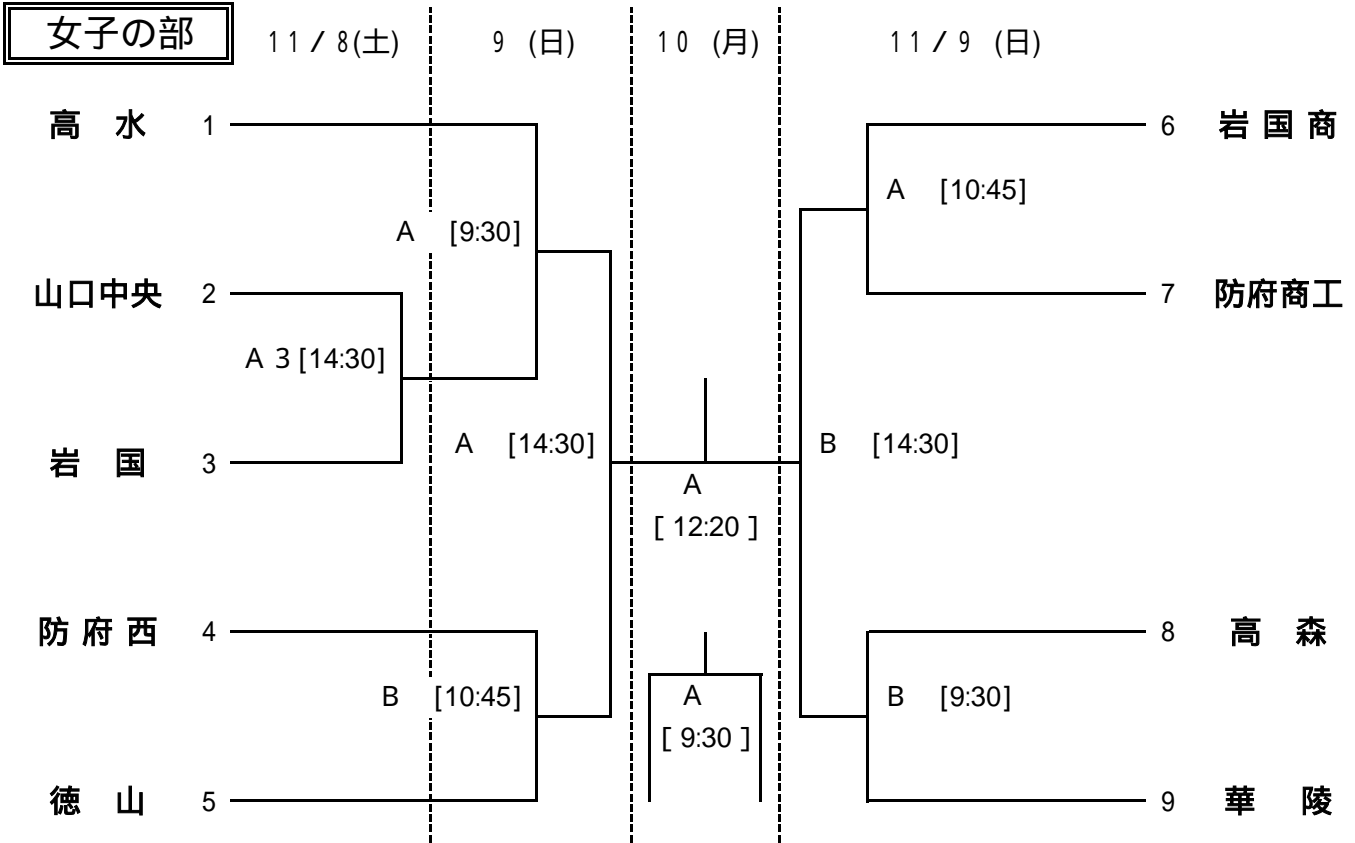 女子の部 11/8(土) 9 (日) 10 (月) 11/9 (日)
高 水 1 6 岩国商
A [10:45]
A [9:30]
山口中央 2 7 防府商工
A 3 [14:30]
A [14:30] B [14:30]
岩 国 3
A
[ 12:20 ]
防府西 4 8 高 森
B [10:45] A B [9:30]
[ 9:30 ]
徳 山 5 9 華 陵